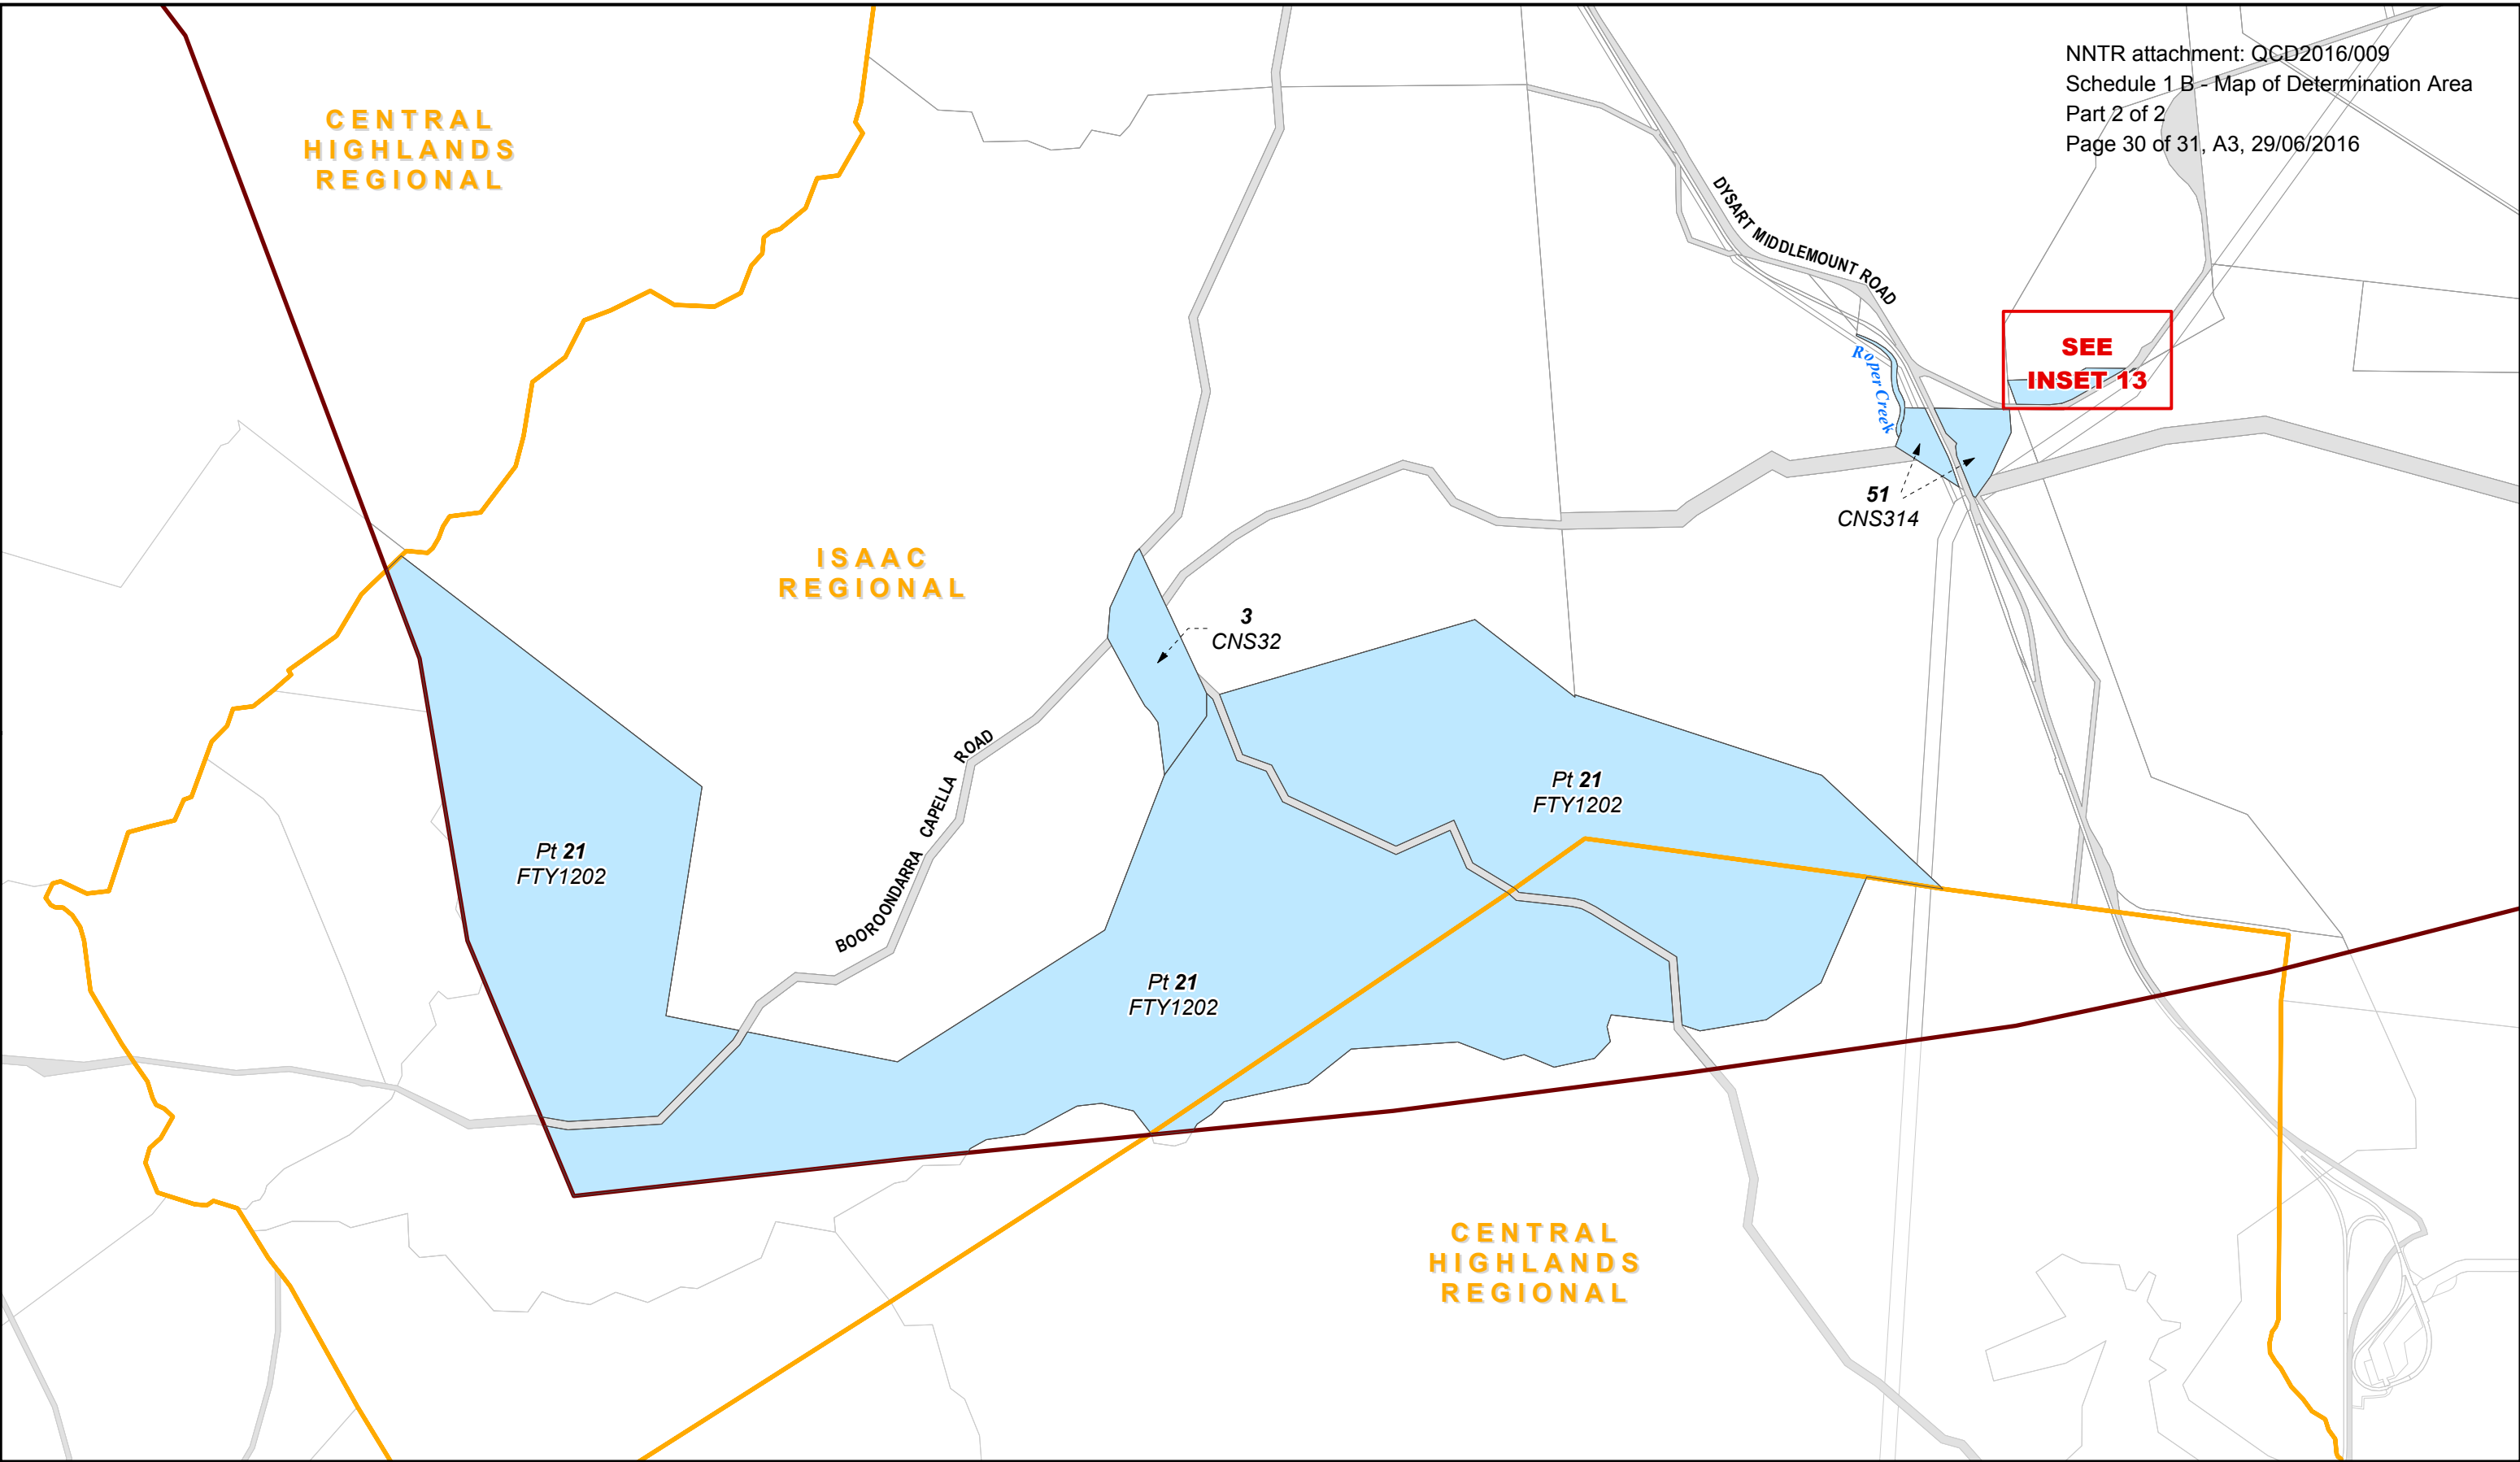 NNTR attachment: QCD2016/009
Schedule 1 B - Map of Determination Area
Part 2 of 2
Page 30 of 31, A3, 29/06/2016
CENTRAL
HIGHLANDS
REGIONAL
DYSART MIDDLEMOUNT ROAD
SEE
INSET 13
Roper Creek
51
CNS314
ISAAC
REGIONAL
3
CNS32
BOOROONDARRA CAPELLA ROAD
Pt 21
FTY1202
Pt 21
FTY1202
Pt 21
FTY1202
CENTRAL
HIGHLANDS
REGIONAL